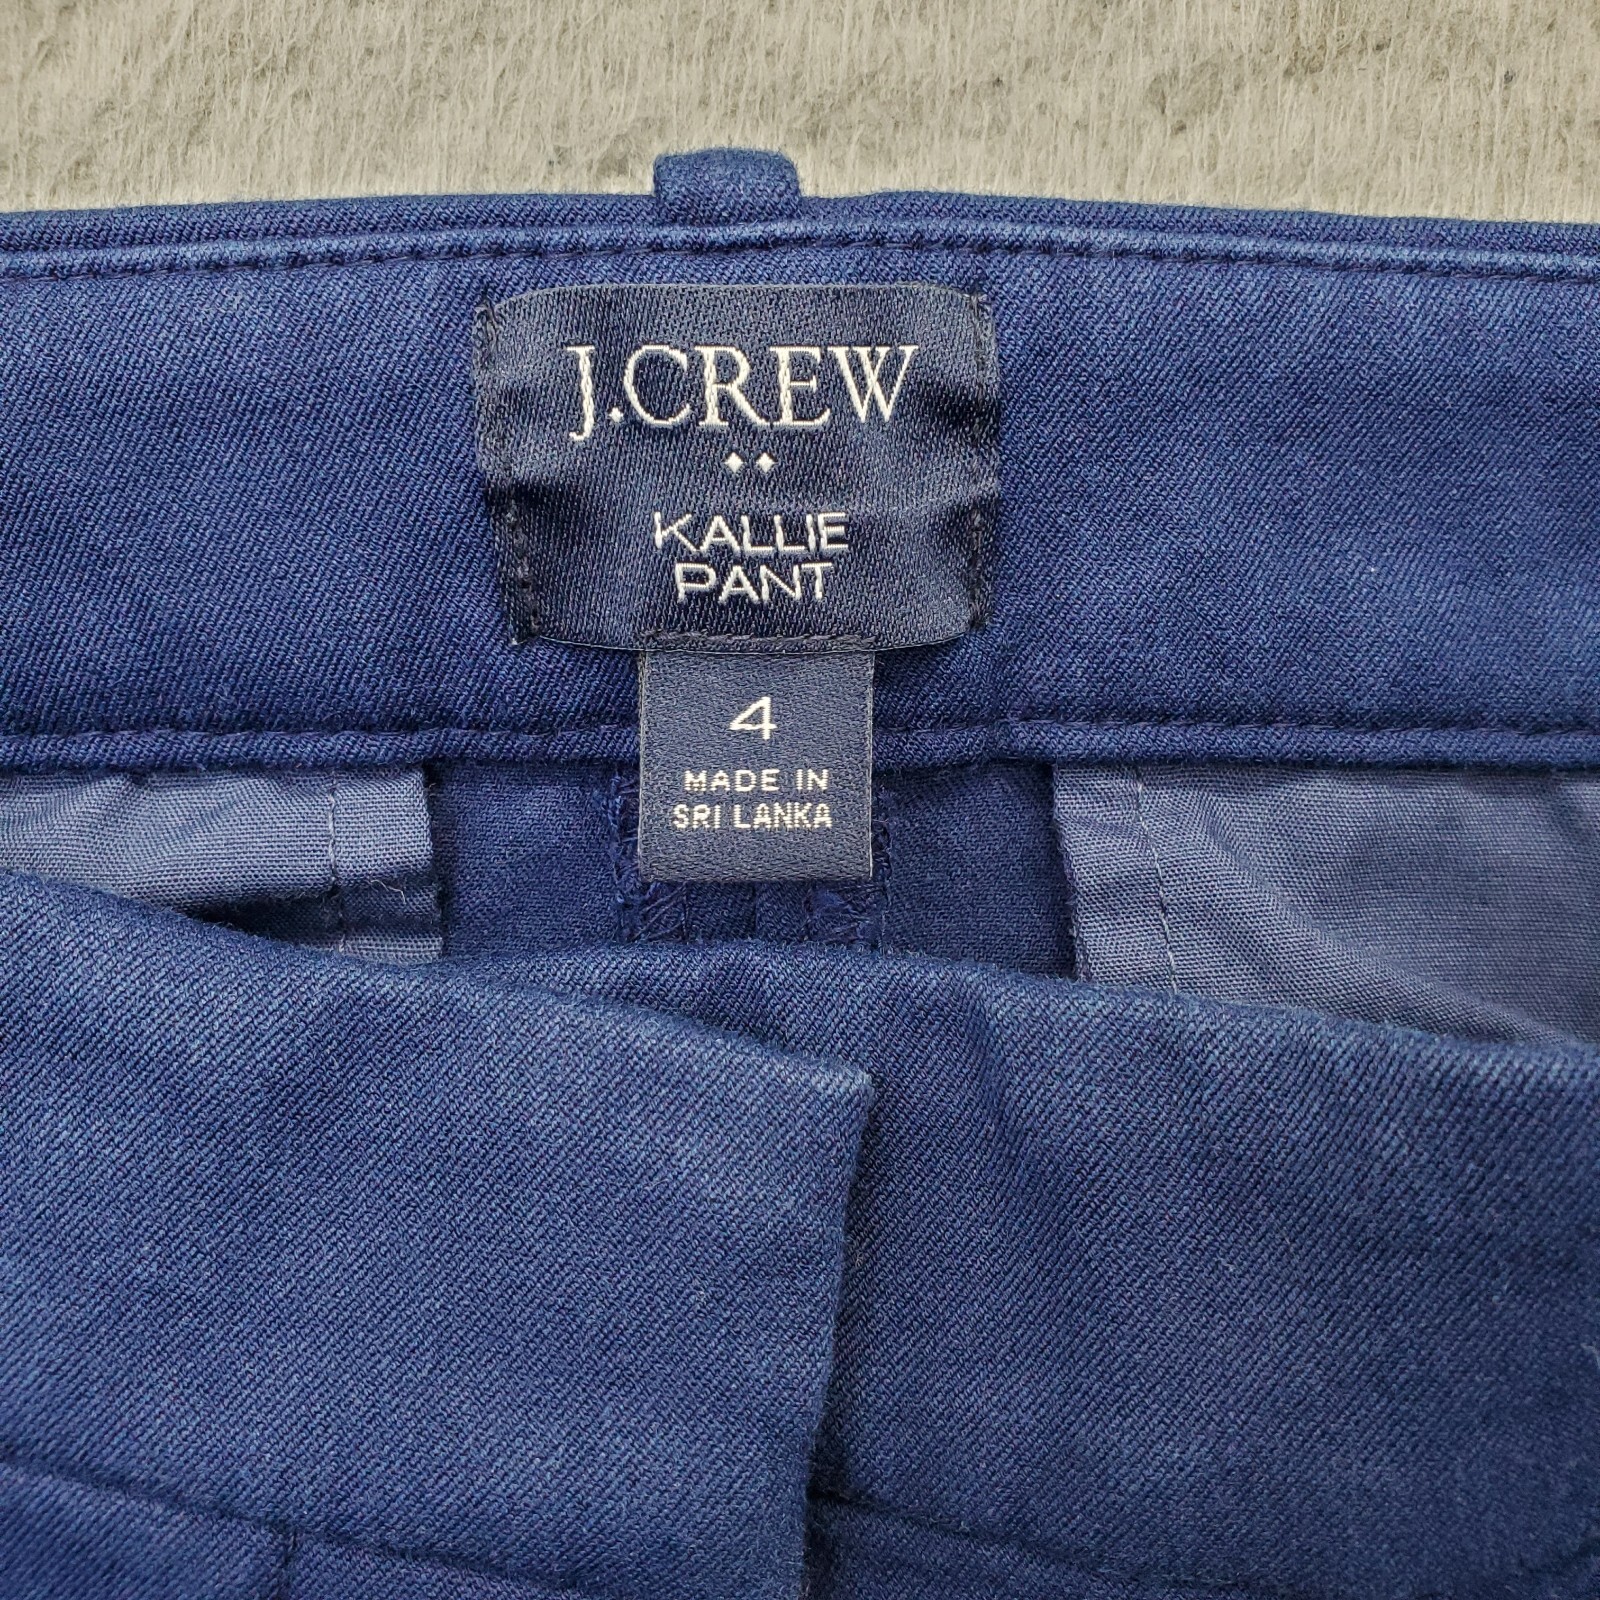 J.CREW
KALLIE
PANT
4
MADE IN
SRI LANKA